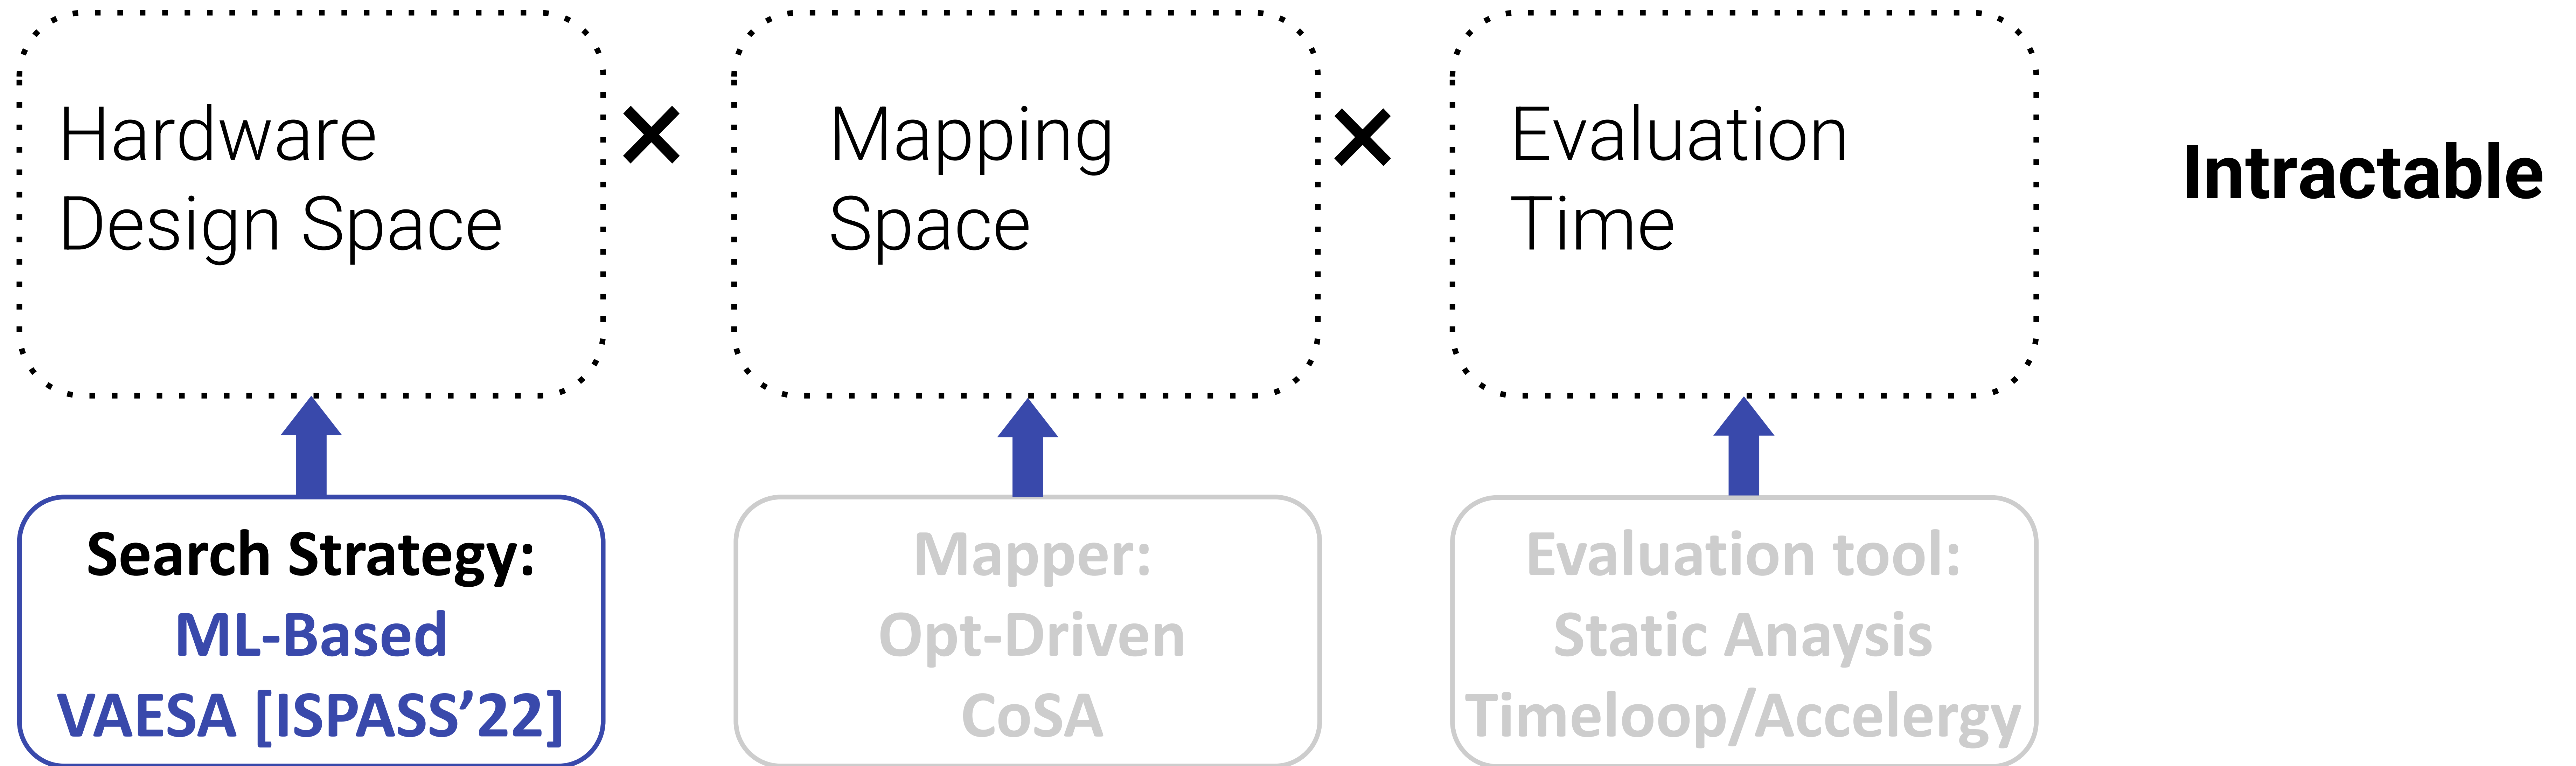 Hardware
Design Space
×
Mapping
Space
×
Evaluation
Time
Intractable
Search Strategy:
ML-Based
VAESA [ISPASS’22]
Mapper:
Opt-Driven
CoSA
Evaluation tool:
Static Anaysis
Timeloop/Accelergy